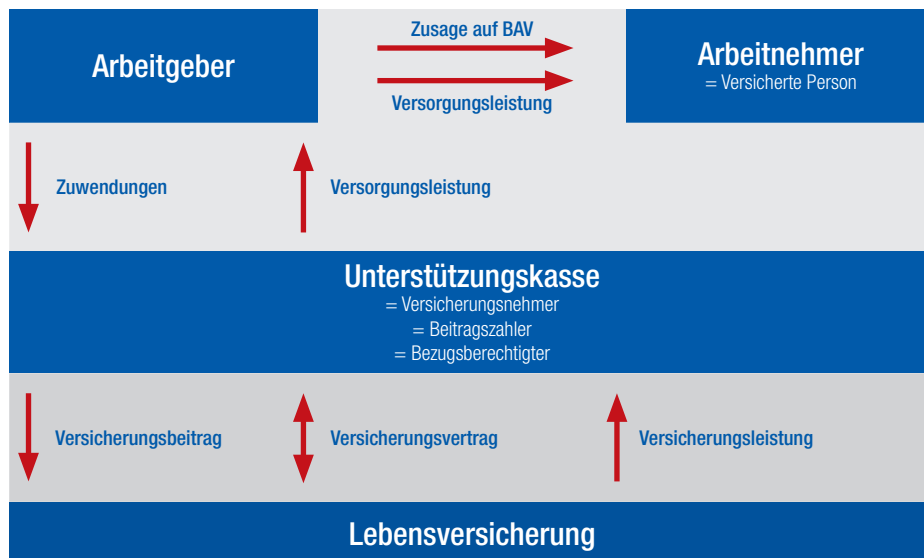 Arbeitgeber
Zusage auf BAV
Versorgungsleistung
Arbeitnehmer
= Versicherte Person
Zuwendungen
Versorgungsleistung
Unterstützungskasse
= Versicherungsnehmer
= Beitragszahler
= Bezugsberechtigter
Versicherungsbeitrag
Versicherungsvertrag
Versicherungsleistung
Lebensversicherung